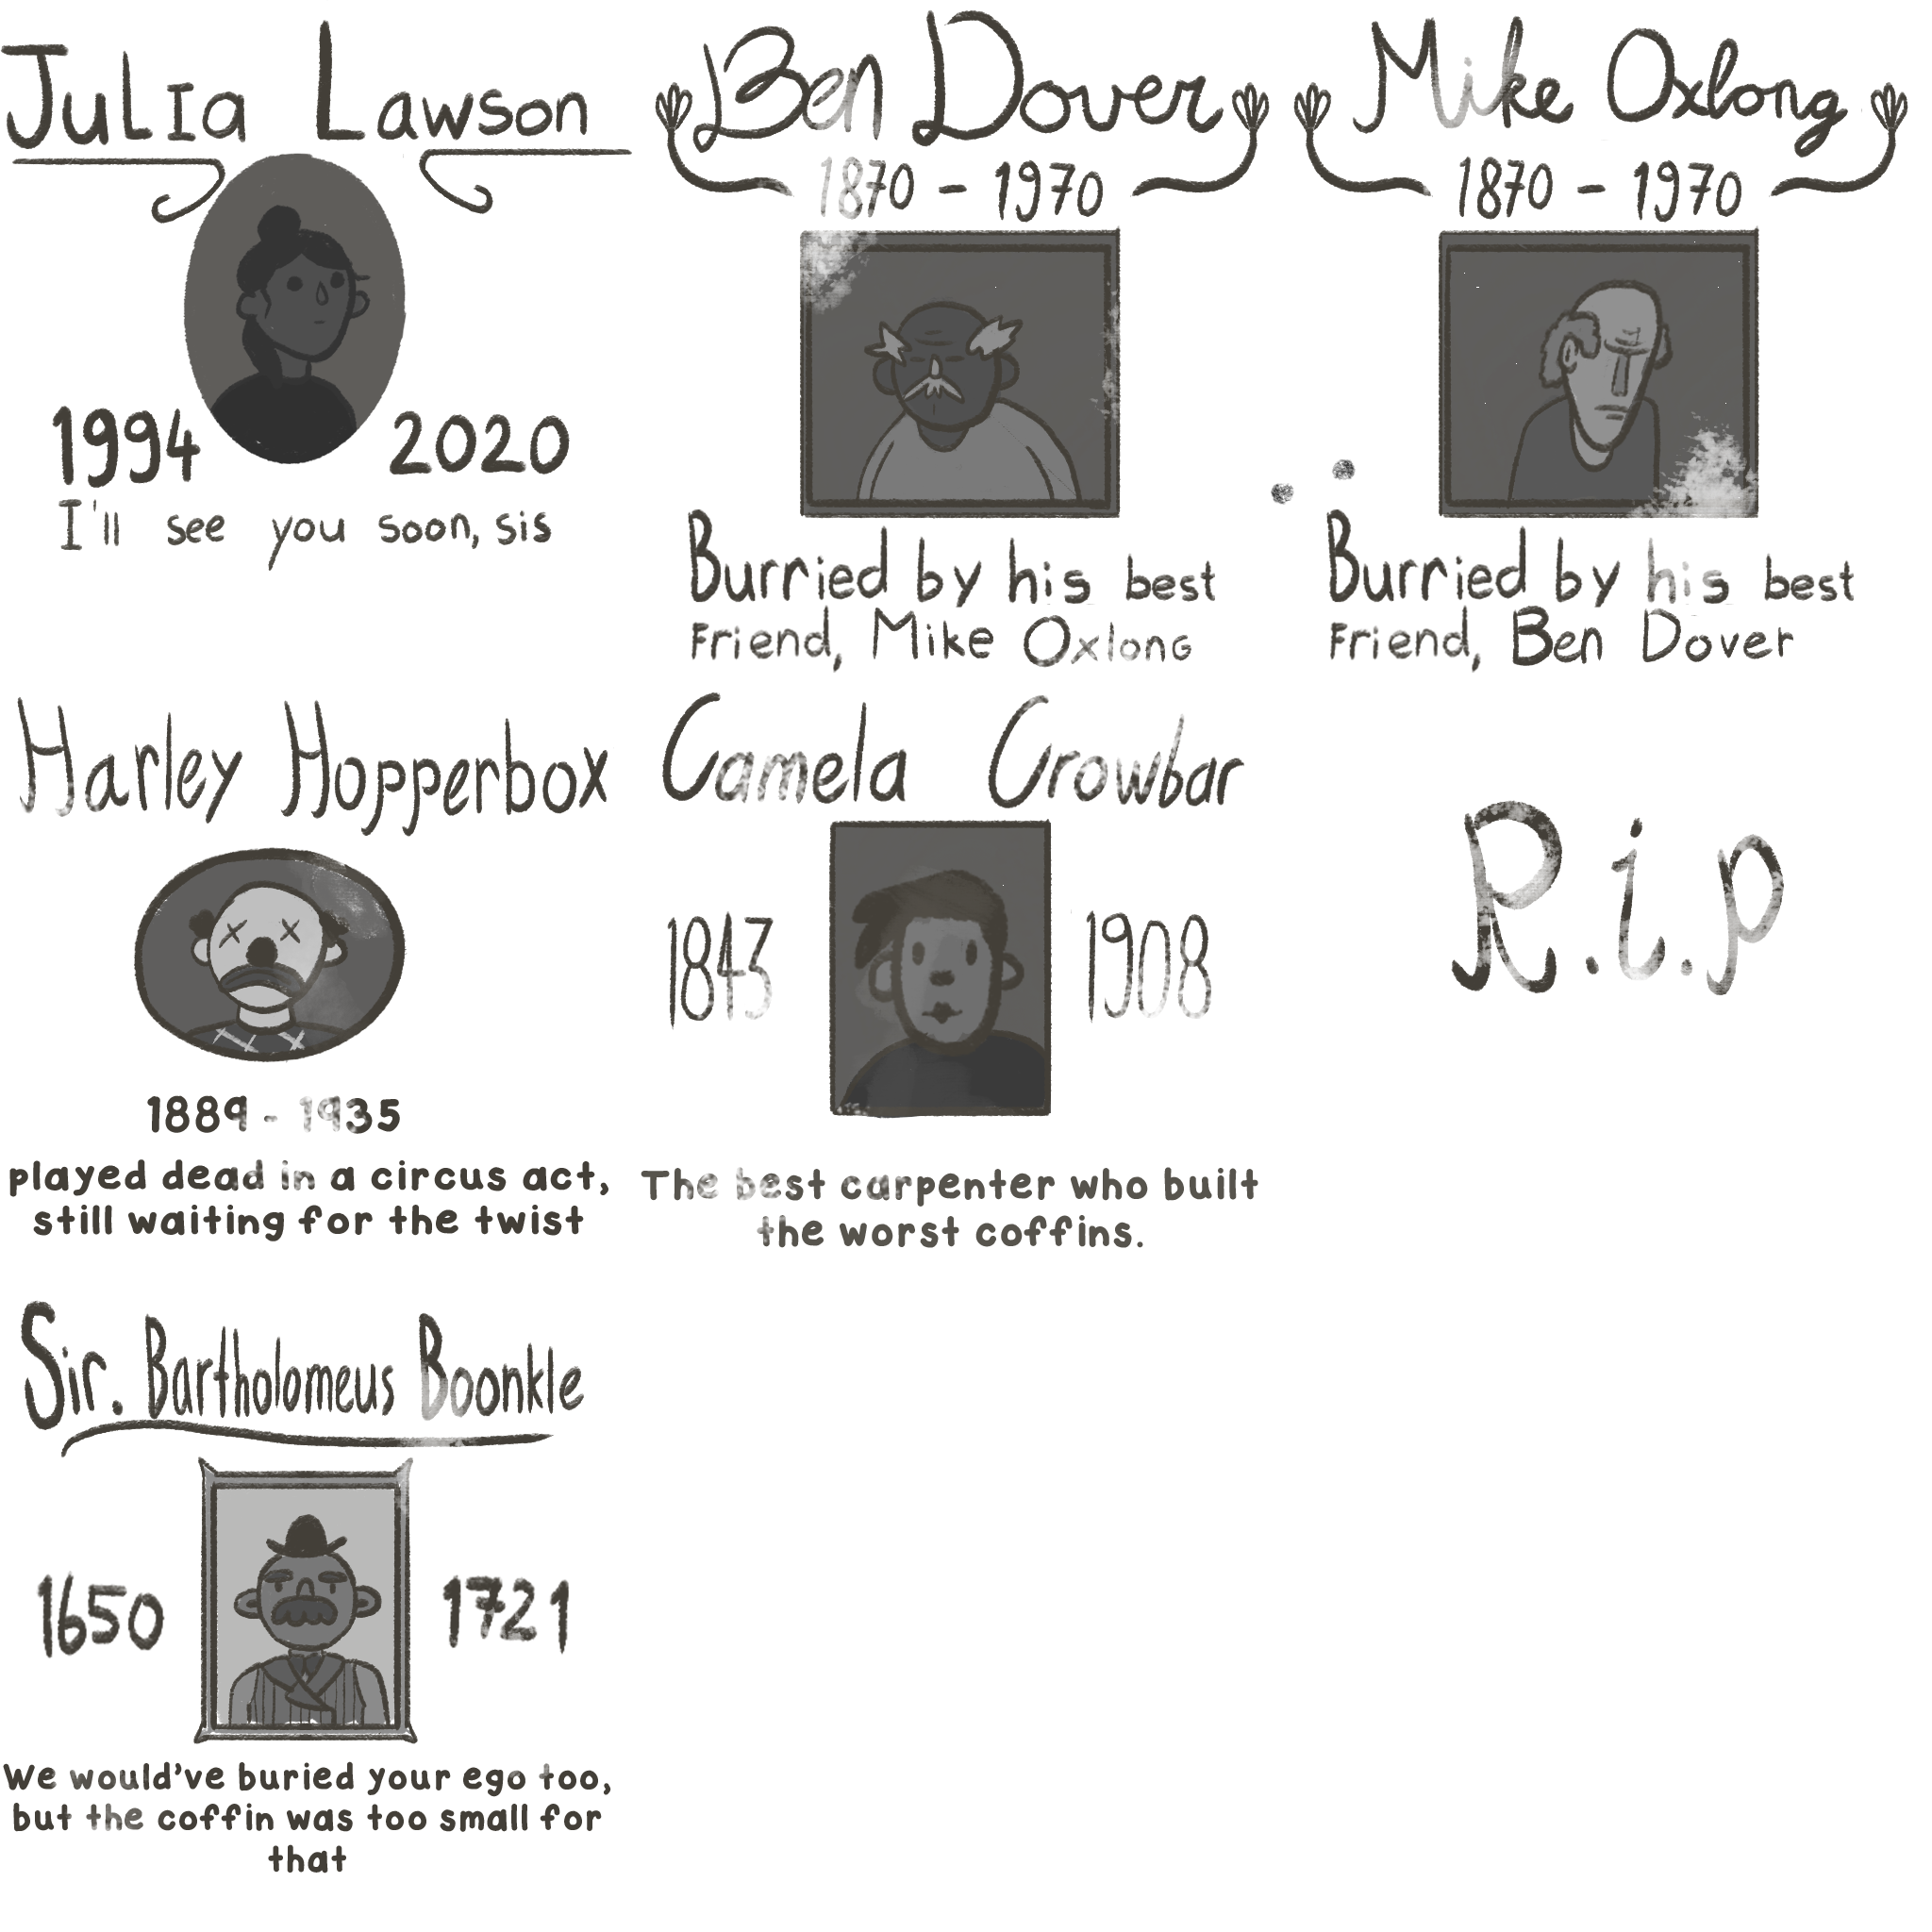 Julia Lawson
1994 2020
I'll see you soon, sis
Ben Dover
1870 - 1970
Burried by his best
Friend, Mike Oxlong
Mike Oxlong
1870 - 1970
Burried by his best
Friend, Ben Dover
Harley Hopperbox
1889 - 1935
played dead in a circus act,
still waiting for the twist
Camela Crowbar
1843 1908
The best carpenter who built
the worst coffins.
R.i.p
Sir. Bartholomeus Boonkle
1650 1721
We would've buried your ego too,
but the coffin was too small for
that